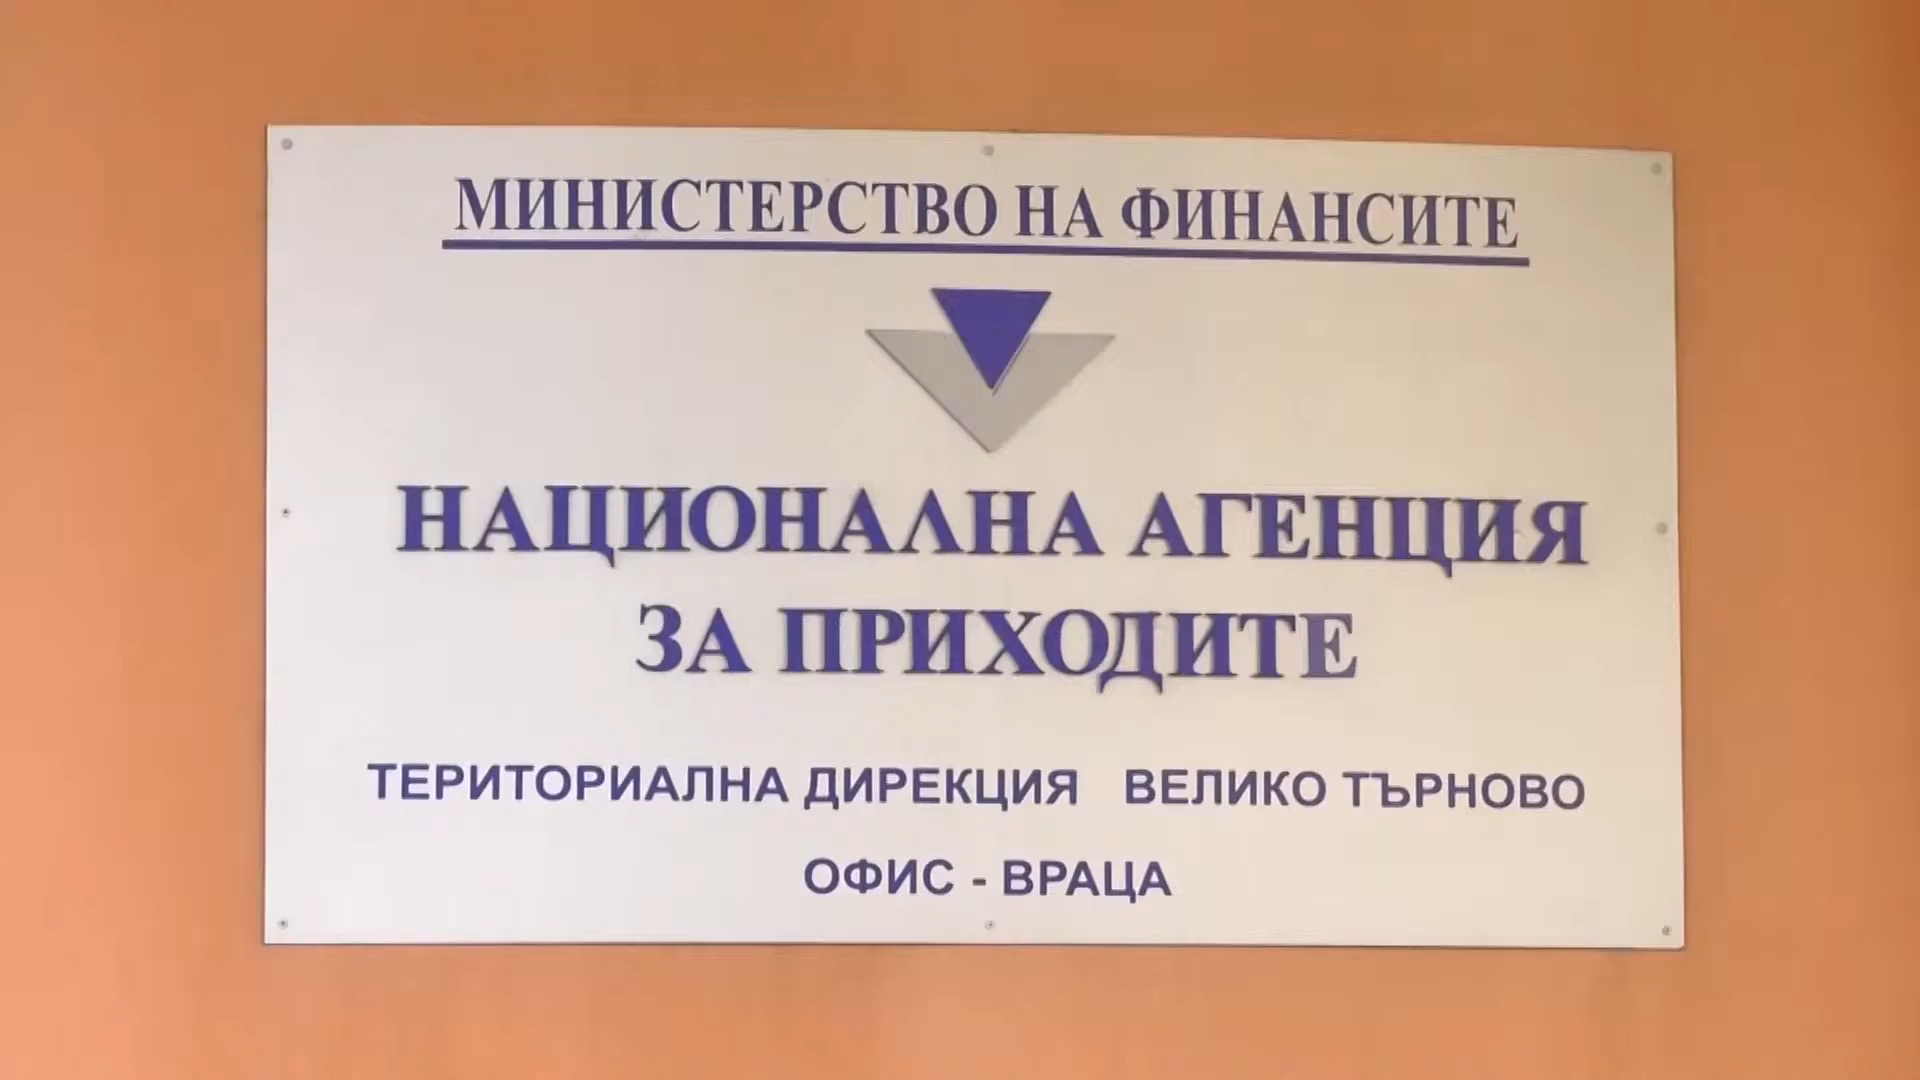 МИНИСТЕРСТВО НА ФИНАНСИТЕ
НАЦИОНАЛНА АГЕНЦИЯ
ЗА ПРИХОДИТЕ
ТЕРИТОРИАЛНА ДИРЕКЦИЯ ВЕЛИКО ТЪРНОВО
ОФИС - ВРАЦА